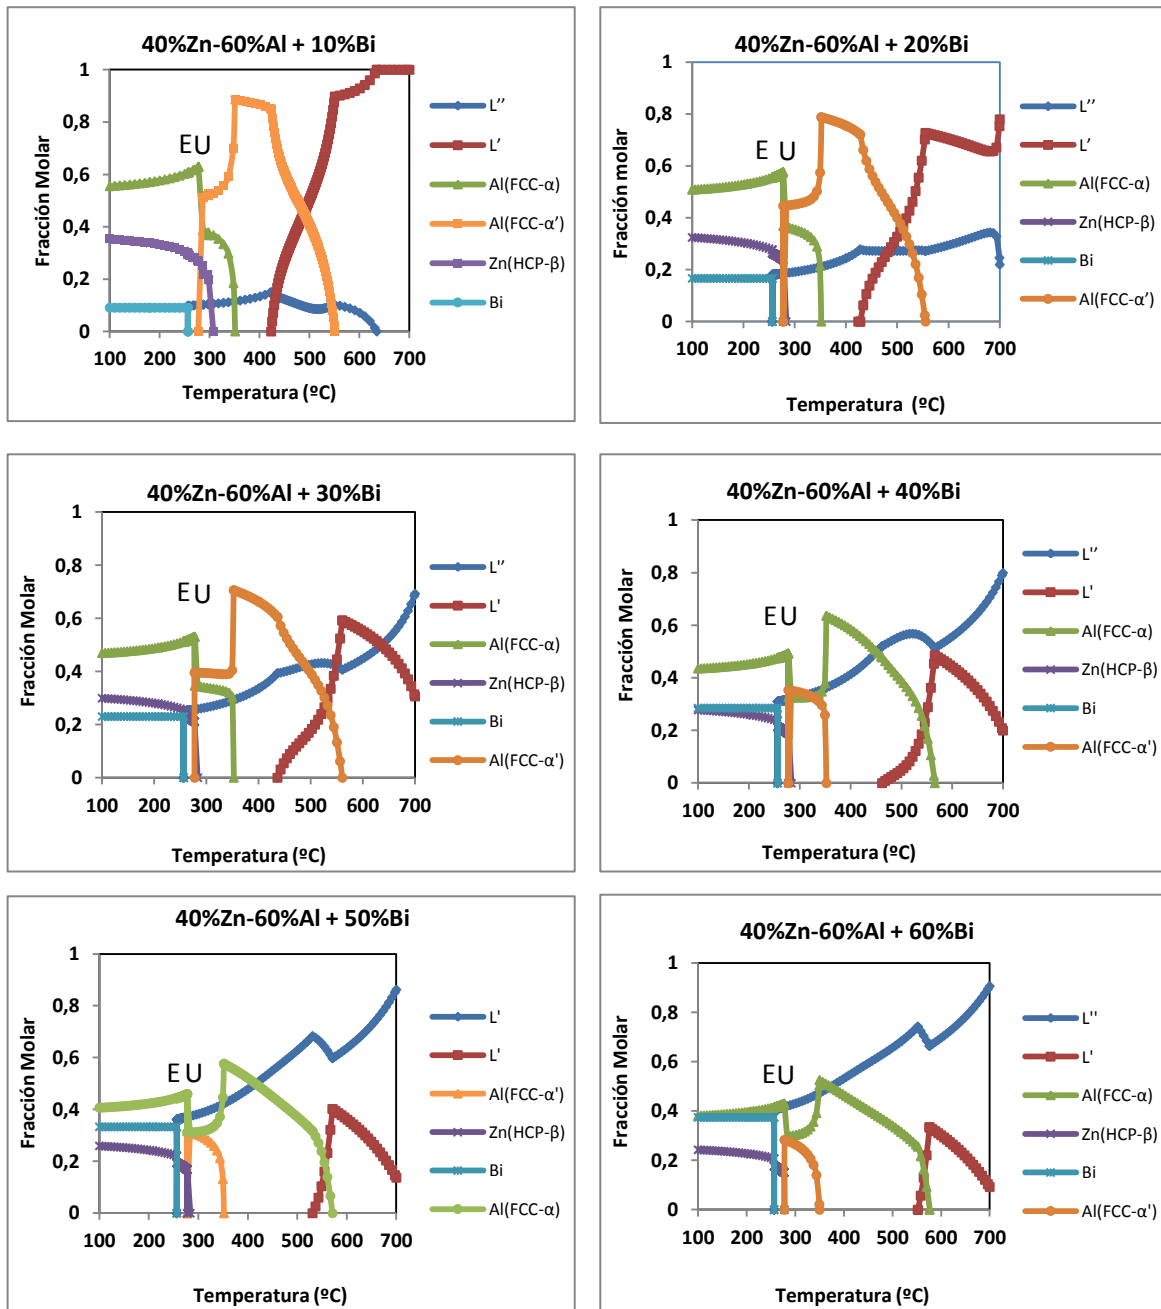 40%Zn-60%Al + 10%Bi
Fracción Molar
1
0,8
0,6
0,4
0,2
0
E U
100 200 300 400 500 600 700
Temperatura (ºC)
L’’
L’
Al(FCC-α)
Al(FCC-α’)
Zn(HCP-β)
Bi
40%Zn-60%Al + 20%Bi
Fracción molar
1
0,8
0,6
0,4
0,2
0
E U
100 200 300 400 500 600 700
Temperatura (ºC)
L’’
L’
Al(FCC-α)
Zn(HCP-β)
Bi
Al(FCC-α’)
40%Zn-60%Al + 30%Bi
Fracción Molar
1
0,8
0,6
0,4
0,2
0
E U
100 200 300 400 500 600 700
Temperatura (ºC)
L''
L'
Al(FCC-α)
Zn(HCP-β)
Bi
Al(FCC-α')
40%Zn-60%Al + 40%Bi
Fracción Molar
1
0,8
0,6
0,4
0,2
0
E U
100 200 300 400 500 600 700
Temperatura (ºC)
L''
L'
Al(FCC-α)
Zn(HCP-β)
Bi
Al(FCC-α')
40%Zn-60%Al + 50%Bi
Fracción Molar
1
0,8
0,6
0,4
0,2
0
E U
100 200 300 400 500 600 700
Temperatura (ºC)
L'
L'
Al(FCC-α')
Zn(HCP-β)
Bi
Al(FCC-α)
40%Zn-60%Al + 60%Bi
Fracción Molar
1
0,8
0,6
0,4
0,2
0
E U
100 200 300 400 500 600 700
Temperatura (ºC)
L''
L'
Al(FCC-α)
Zn(HCP-β)
Bi
Al(FCC-α')